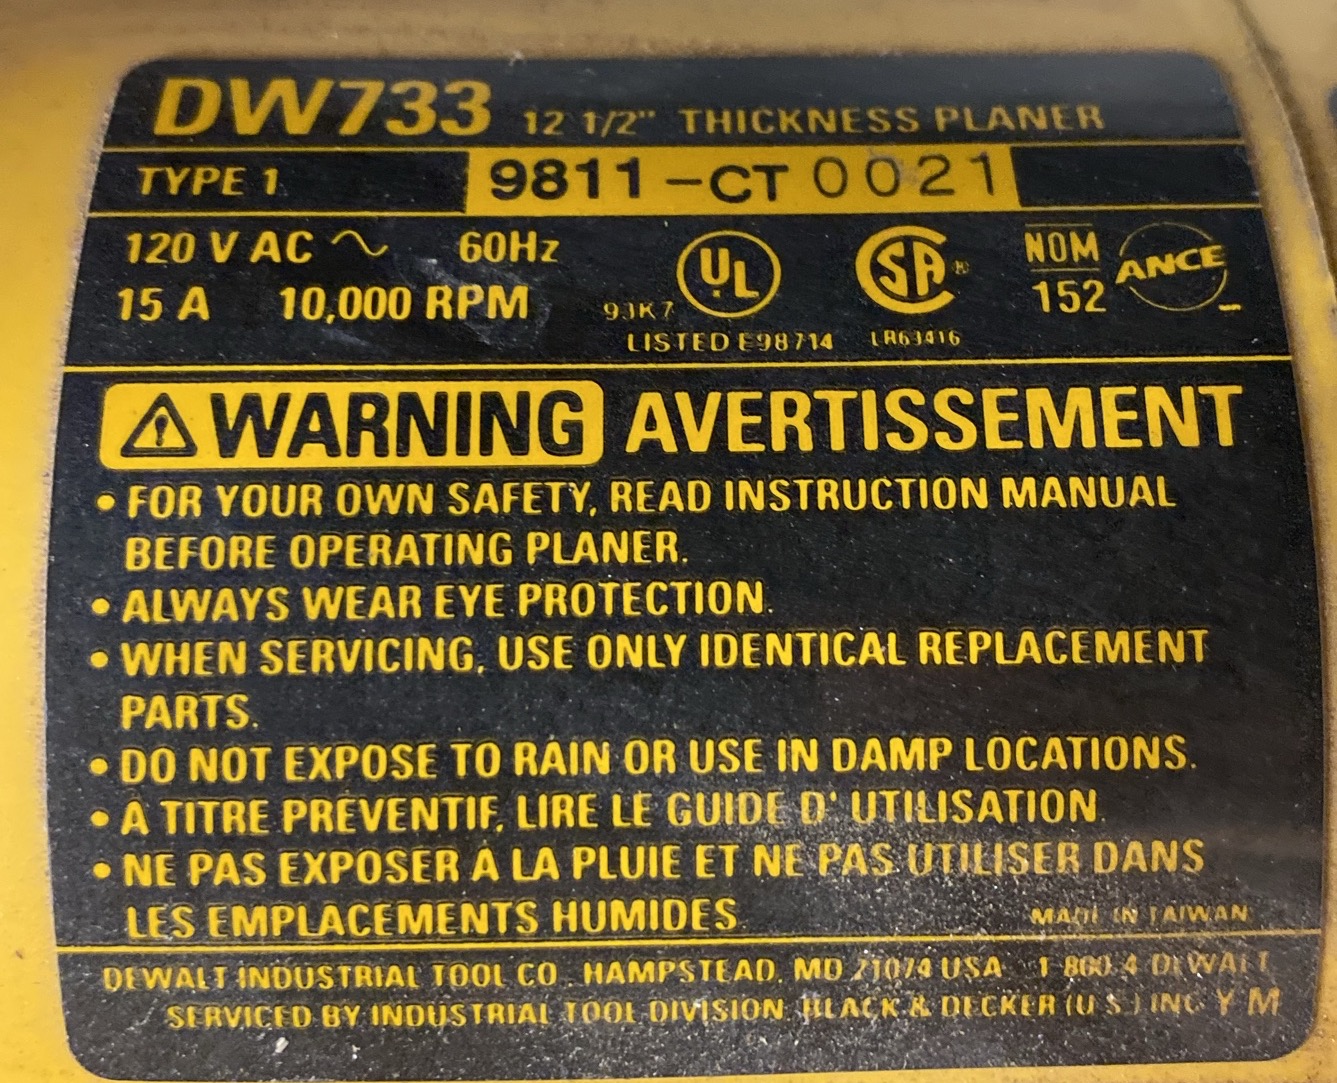 DW733 12 1/2" THICKNESS PLANER
TYPE 1 9811-CT 0021
120 V AC ~ 60Hz
15 A 10,000 RPM
UL
93K7
LISTED E98714
SA
LR63416
NOM
152
ANCE
WARNING AVERTISSEMENT
• FOR YOUR OWN SAFETY, READ INSTRUCTION MANUAL
BEFORE OPERATING PLANER.
• ALWAYS WEAR EYE PROTECTION.
• WHEN SERVICING, USE ONLY IDENTICAL REPLACEMENT
PARTS.
• DO NOT EXPOSE TO RAIN OR USE IN DAMP LOCATIONS.
• À TITRE PRÉVENTIF, LIRE LE GUIDE D' UTILISATION.
• NE PAS EXPOSER À LA PLUIE ET NE PAS UTILISER DANS
LES EMPLACEMENTS HUMIDES.
MADE IN TAIWAN
DEWALT INDUSTRIAL TOOL CO., HAMPSTEAD, MD 21074 USA 1-800-4 DEWALT
SERVICED BY INDUSTRIAL TOOL DIVISION, BLACK & DECKER (U.S.) INC. Y M